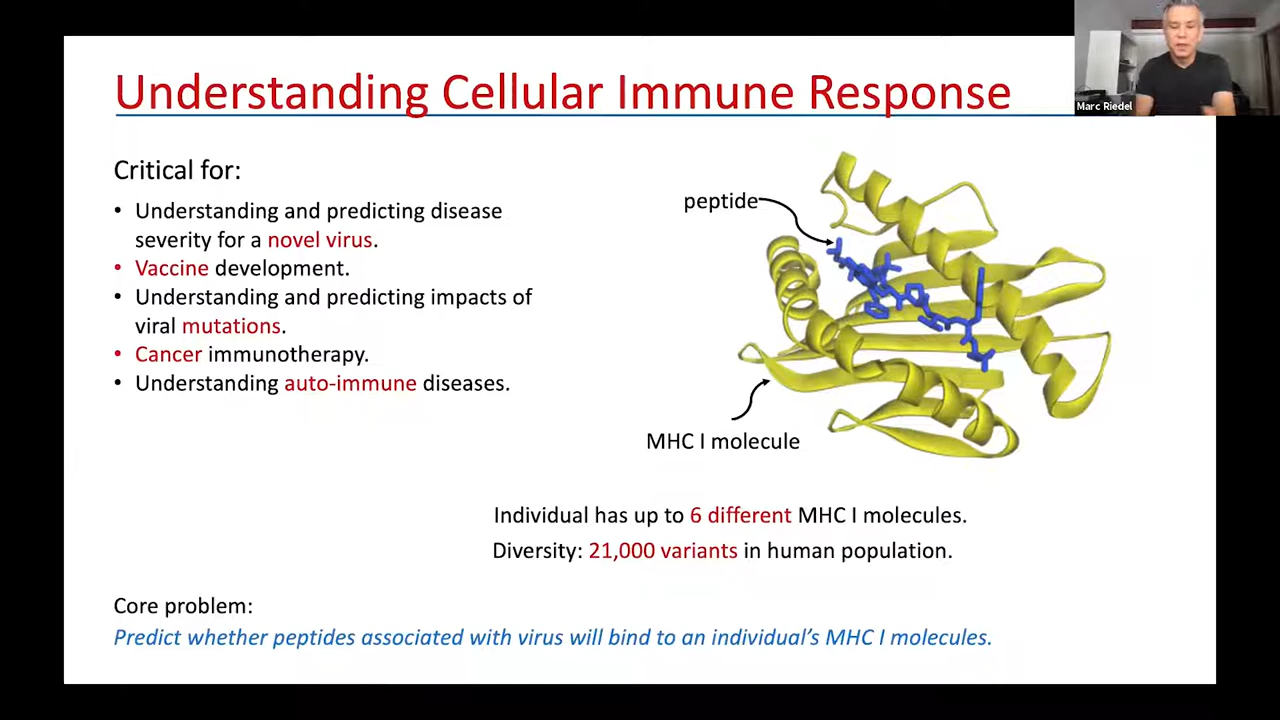 Understanding Cellular Immune Response
Marc Riedel
Critical for:
• Understanding and predicting disease
severity for a novel virus.
• Vaccine development.
• Understanding and predicting impacts of
viral mutations.
• Cancer immunotherapy.
• Understanding auto-immune diseases.
peptide
MHC I molecule
Individual has up to 6 different MHC I molecules.
Diversity: 21,000 variants in human population.
Core problem:
Predict whether peptides associated with virus will bind to an individual’s MHC I molecules.